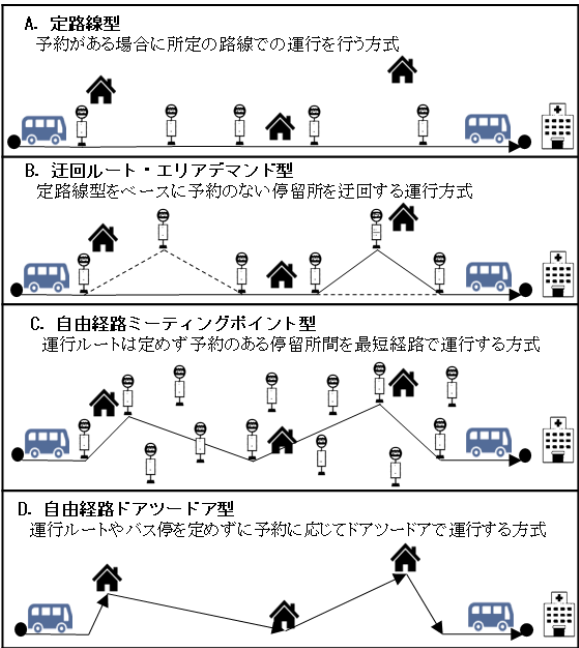 A. 定路線型
予約がある場合に所定の路線での運行を行う方式
B. 迂回ルート・エリアデマンド型
定路線型をベースに予約のない停留所を迂回する運行方式
C. 自由経路ミーティングポイント型
運行ルートは定めず予約のある停留所間を最短経路で運行する方式
D. 自由経路ドアツードア型
運行ルートやバス停を定めずに予約に応じてドアツードアで運行する方式